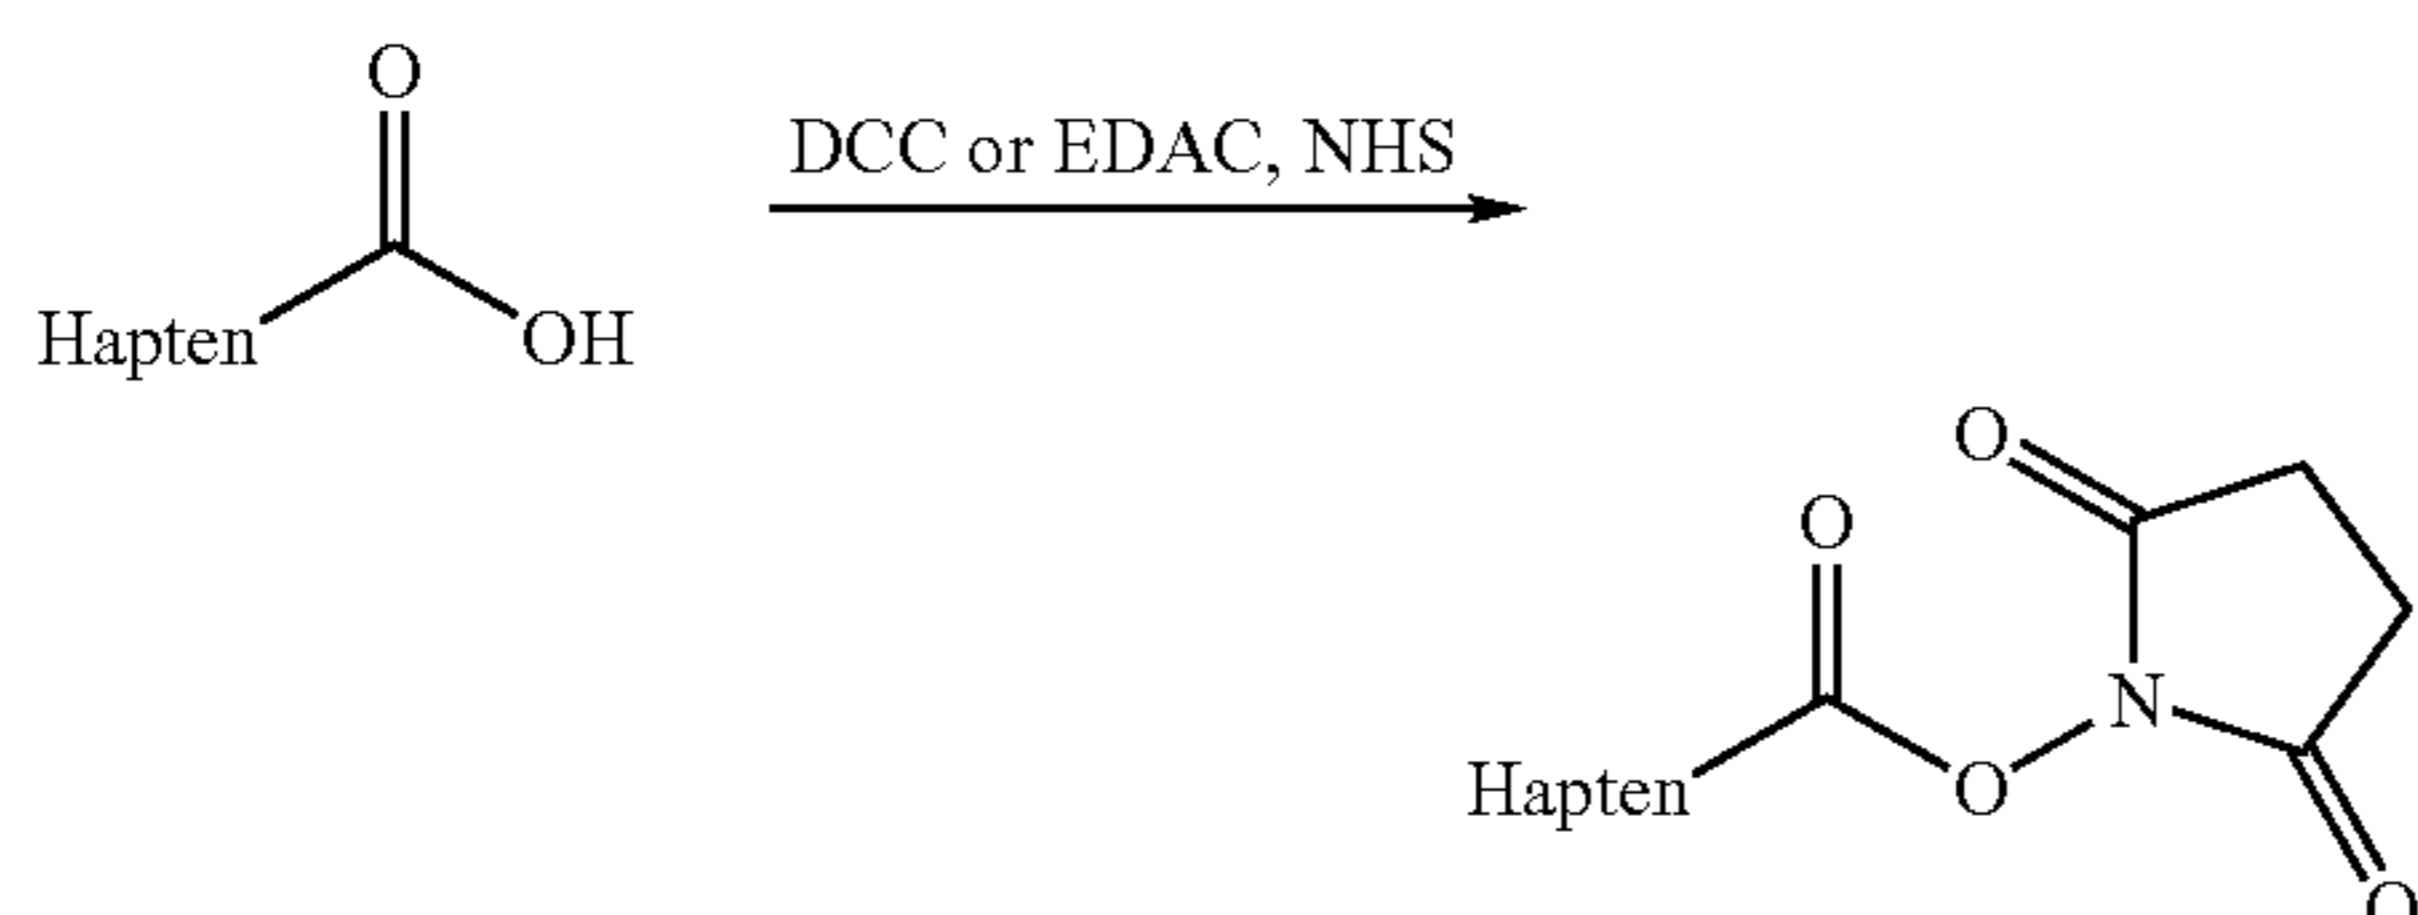 O
DCC or EDAC, NHS
Hapten
OH
O
O
N
Hapten
O
O